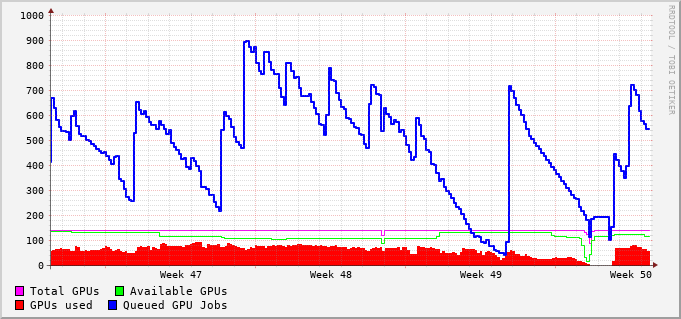 1000
900
800
700
600
500
400
300
200
100
0
Week 47 Week 48 Week 49 Week 50
Total GPUs Available GPUs
GPUs used Queued GPU Jobs
RRDTOOL / TOBI OETIKER